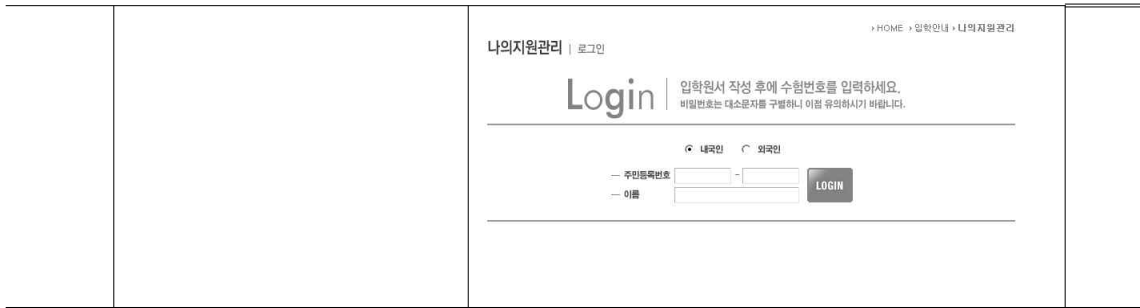 › HOME › 입학안내 › 나의지원관리
나의지원관리 | 로그인
Login | 입학원서 작성 후에 수험번호를 입력하세요.
비밀번호는 대소문자를 구별하니 이점 유의하시기 바랍니다.
내국인 외국인
— 주민등록번호 -
LOGIN
— 이름